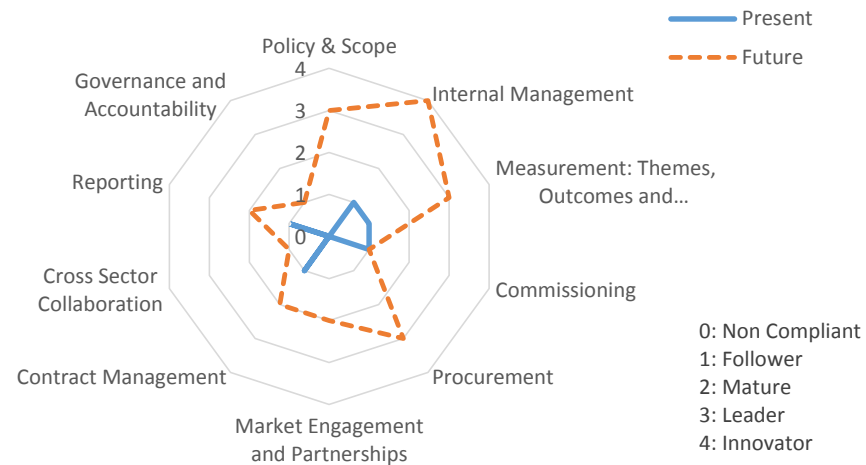 Present
Future
Policy & Scope
Internal Management
Measurement: Themes,
Outcomes and...
Commissioning
Procurement
Market Engagement
and Partnerships
Contract Management
Cross Sector
Collaboration
Reporting
Governance and
Accountability
4
3
2
1
0
0: Non Compliant
1: Follower
2: Mature
3: Leader
4: Innovator